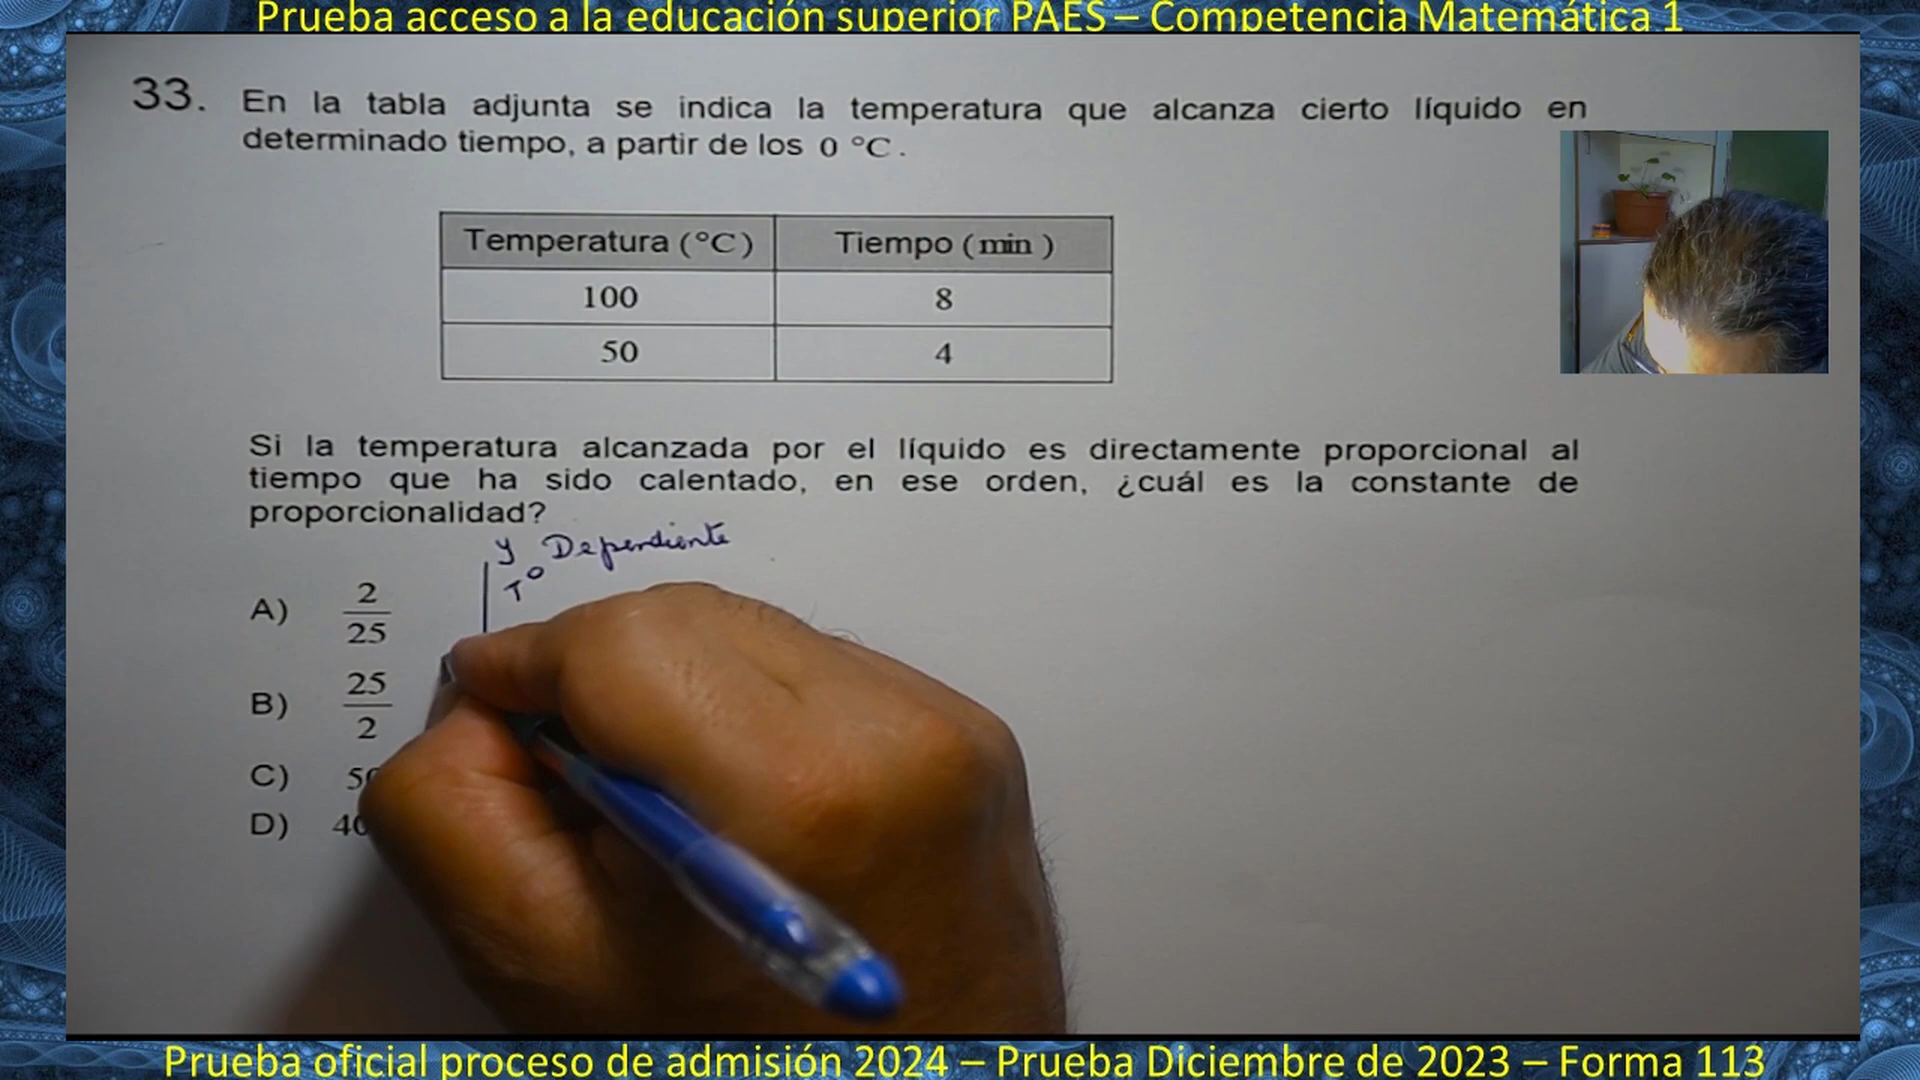 Prueba acceso a la educación superior PAES – Competencia Matemática 1
33. En la tabla adjunta se indica la temperatura que alcanza cierto líquido en
determinado tiempo, a partir de los 0 °C.
Temperatura (°C) Tiempo (min)
100 8
50 4
Si la temperatura alcanzada por el líquido es directamente proporcional al
tiempo que ha sido calentado, en ese orden, ¿cuál es la constante de
proporcionalidad?
y Dependiente
T°
A) 2/25
B) 25/2
C)
D)
Prueba oficial proceso de admisión 2024 – Prueba Diciembre de 2023 – Forma 113